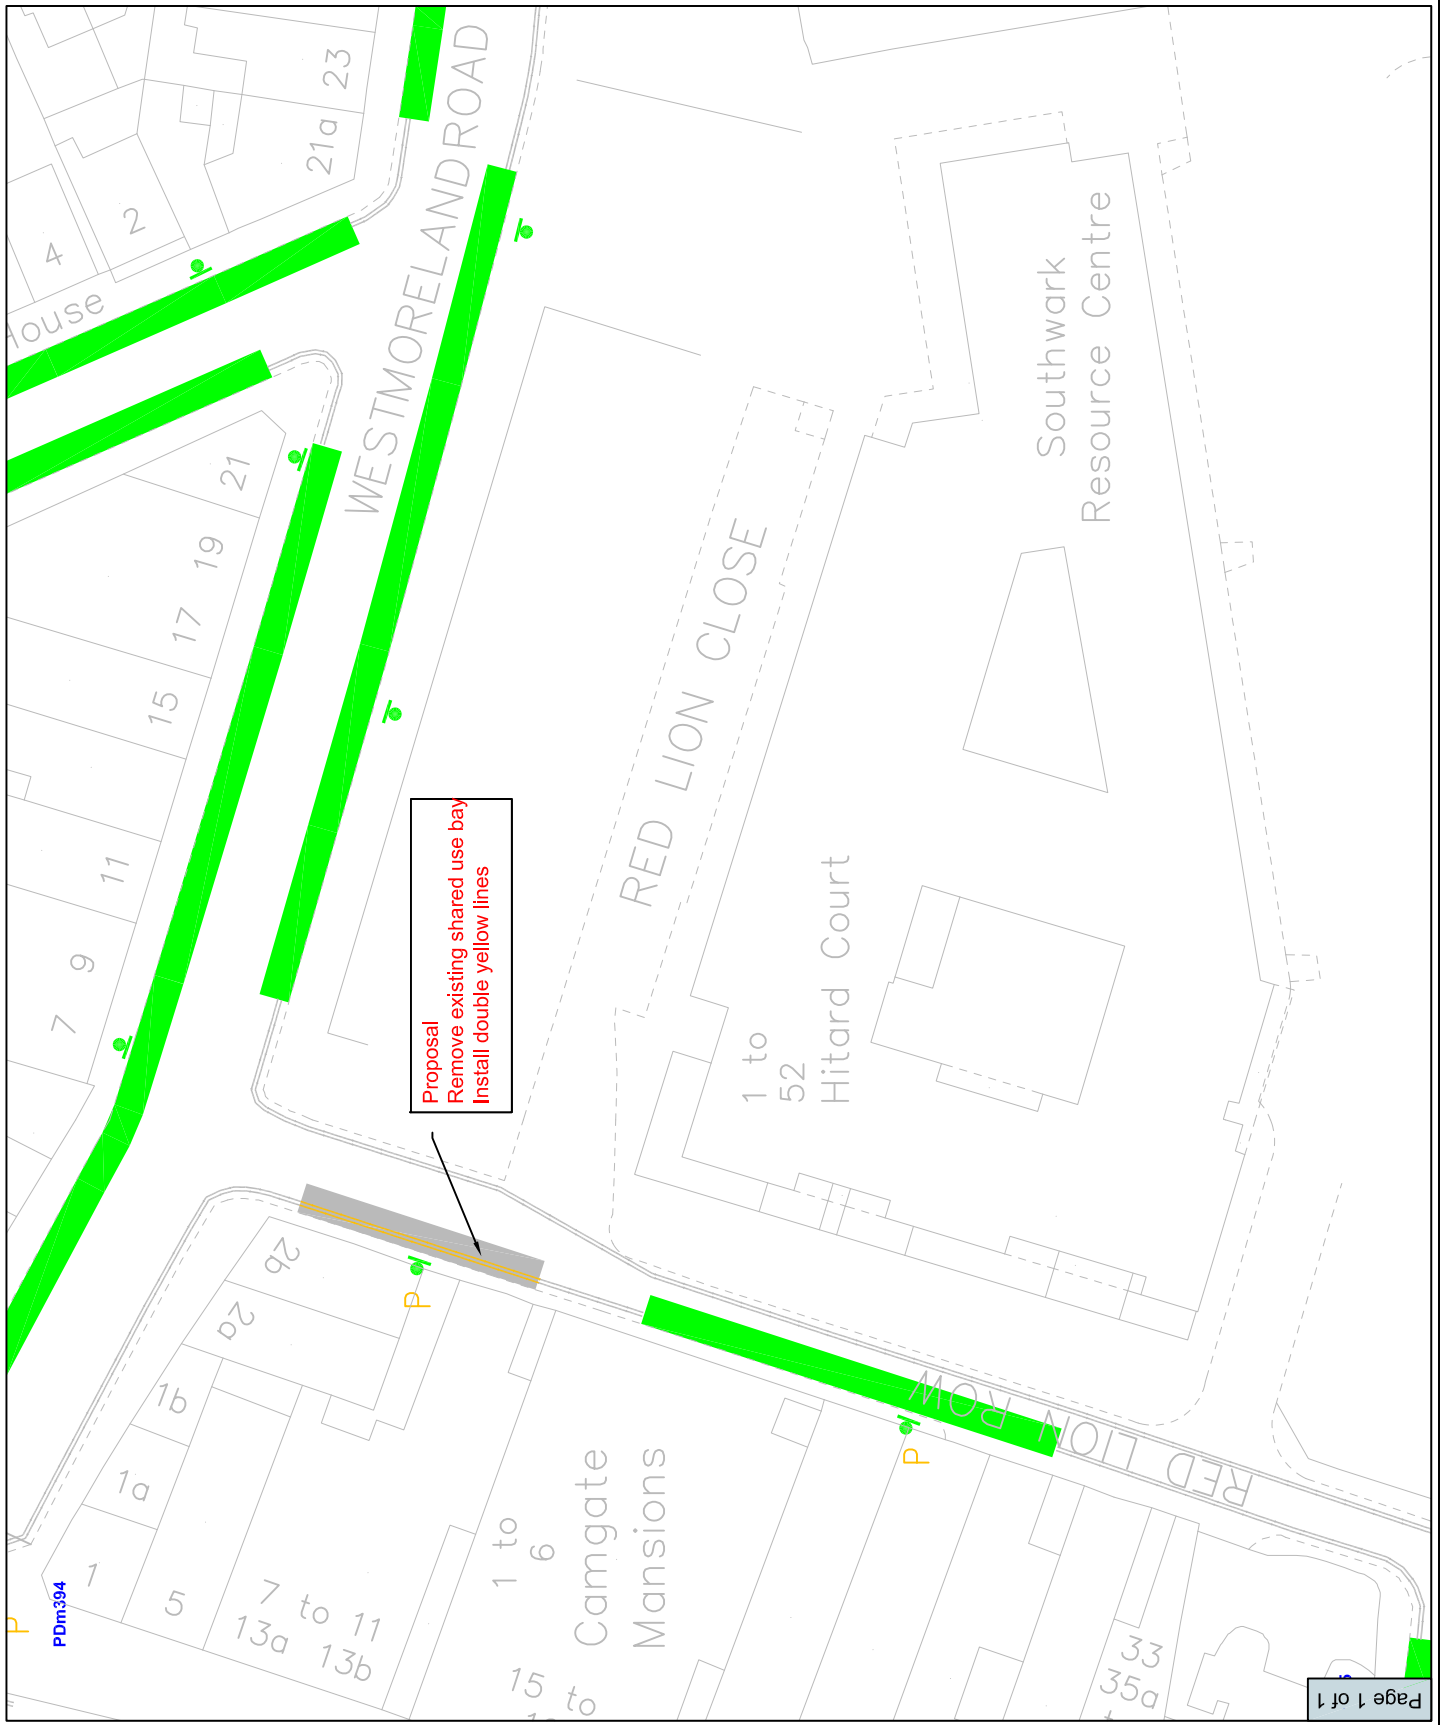 WESTMORELAND ROAD
23
21a
2
4
House
21
19
17
15
11
9
7
Southwark
Resource Centre
RED LION CLOSE
Proposal
Remove existing shared use bay
Install double yellow lines
1 to
52
Hitard Court
2b
2a
1b
1a
1
5
7 to 11
13a 13b
P
P
P
PDm394
1 to
6
Camgate
Mansions
15 to
RED LION ROW
33
35a
Page 1 of 1